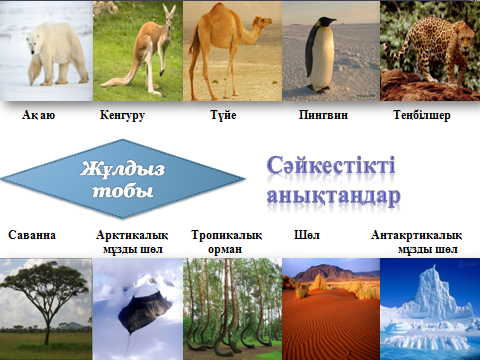 Ақ аю Кенгуру Түйе Пингвин Тенбілшер
Жұлдыз
тобы
Сәйкестікті
анықтаңдар
Саванна Арктикалық Тропикалық Шөл Антакртикалық
мұзды шөл орман мұзды шөл